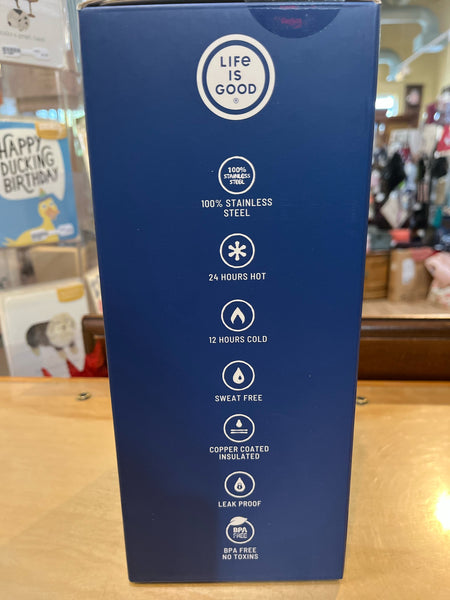 LIFE
IS
GOOD
®
100%
STAINLESS
STEEL
100% STAINLESS
STEEL
24 HOURS HOT
12 HOURS COLD
SWEAT FREE
COPPER COATED
INSULATED
LEAK PROOF
BPA
FREE
BPA FREE
NO TOXINS
HAPPY
DUCKING
BIRTHDAY